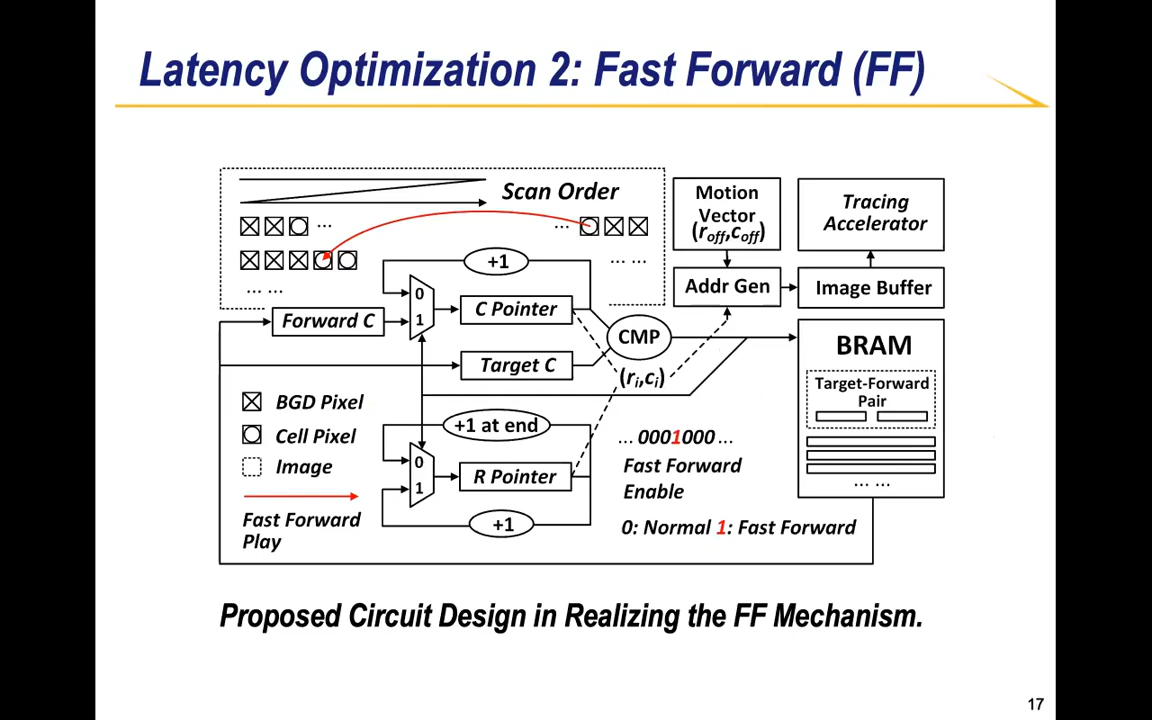 Latency Optimization 2: Fast Forward (FF)
Scan Order
...
...
... ...
... ...
Motion
Vector
(roff,coff)
Tracing
Accelerator
+1
0
1
Forward C
C Pointer
Addr Gen
Image Buffer
CMP
Target C
(ri,ci)
BRAM
Target-Forward
Pair
... ...
BGD Pixel
Cell Pixel
Image
Fast Forward
Play
+1 at end
0
1
R Pointer
+1
... 0001000 ...
Fast Forward
Enable
0: Normal 1: Fast Forward
Proposed Circuit Design in Realizing the FF Mechanism.
17